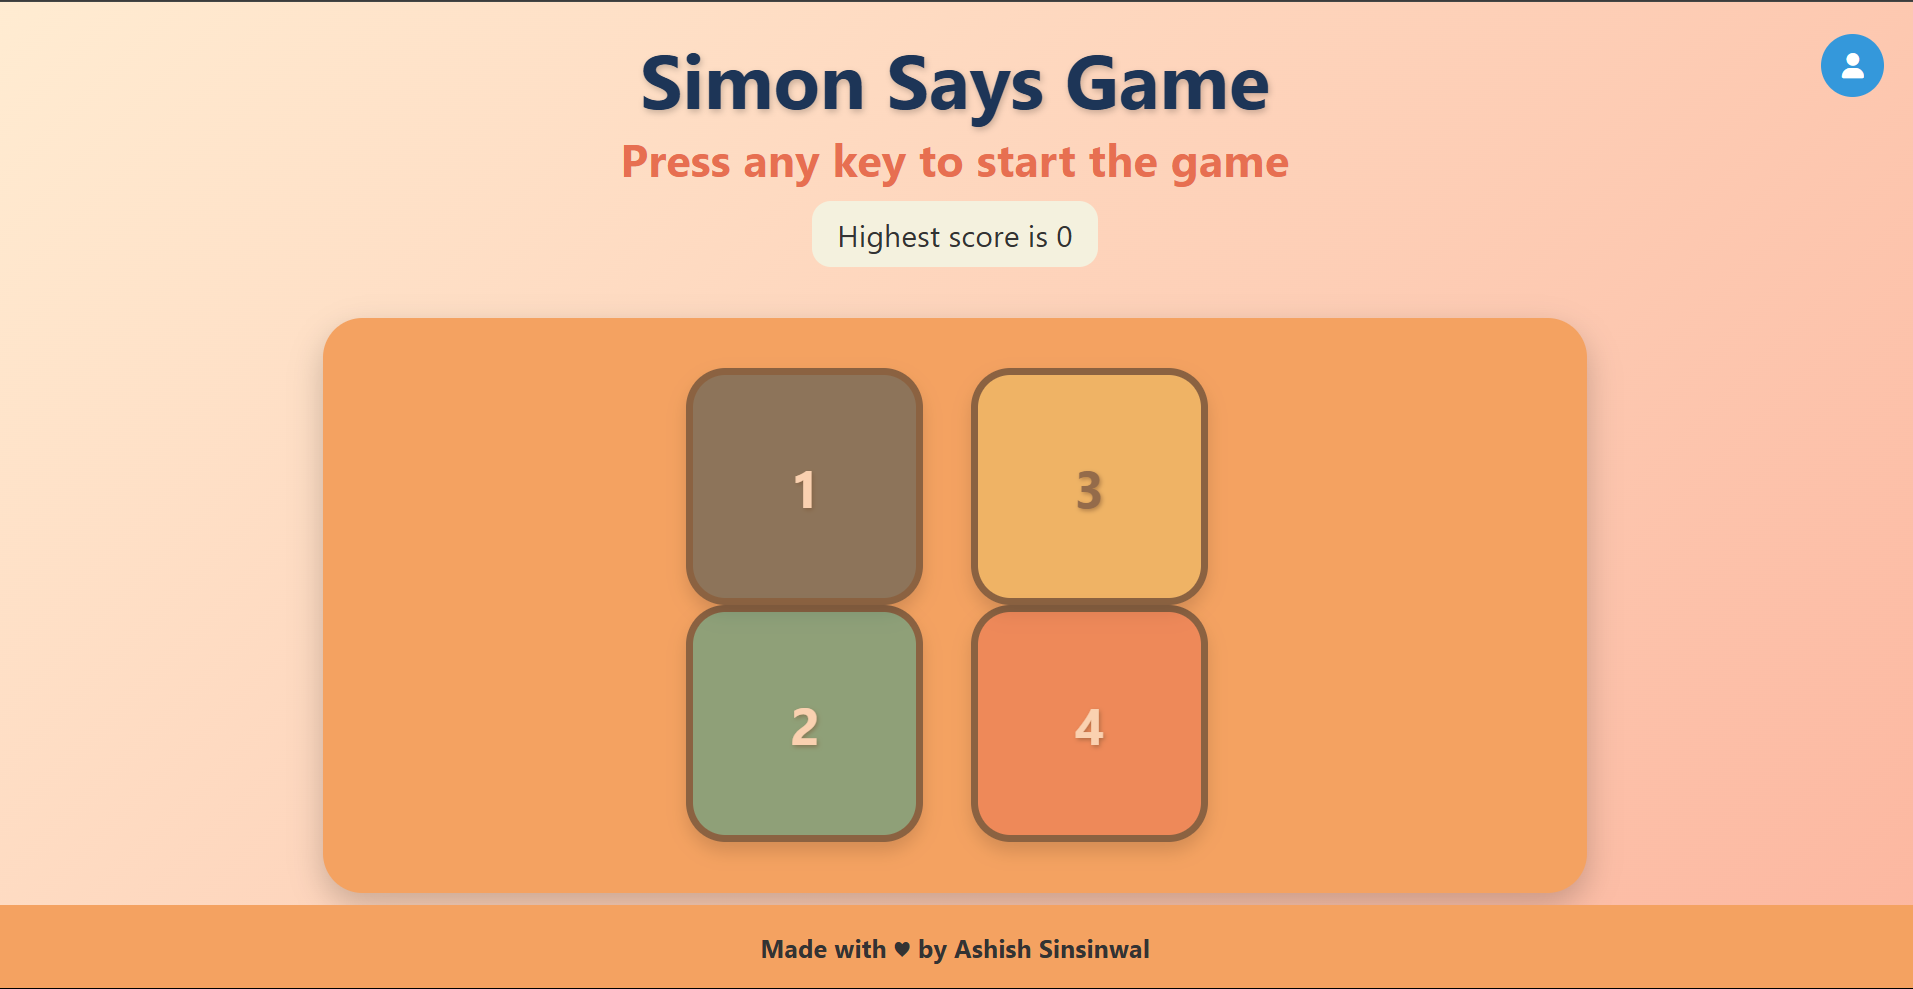 Simon Says Game
Press any key to start the game
Highest score is 0
1
3
2
4
Made with ♥ by Ashish Sinsinwal